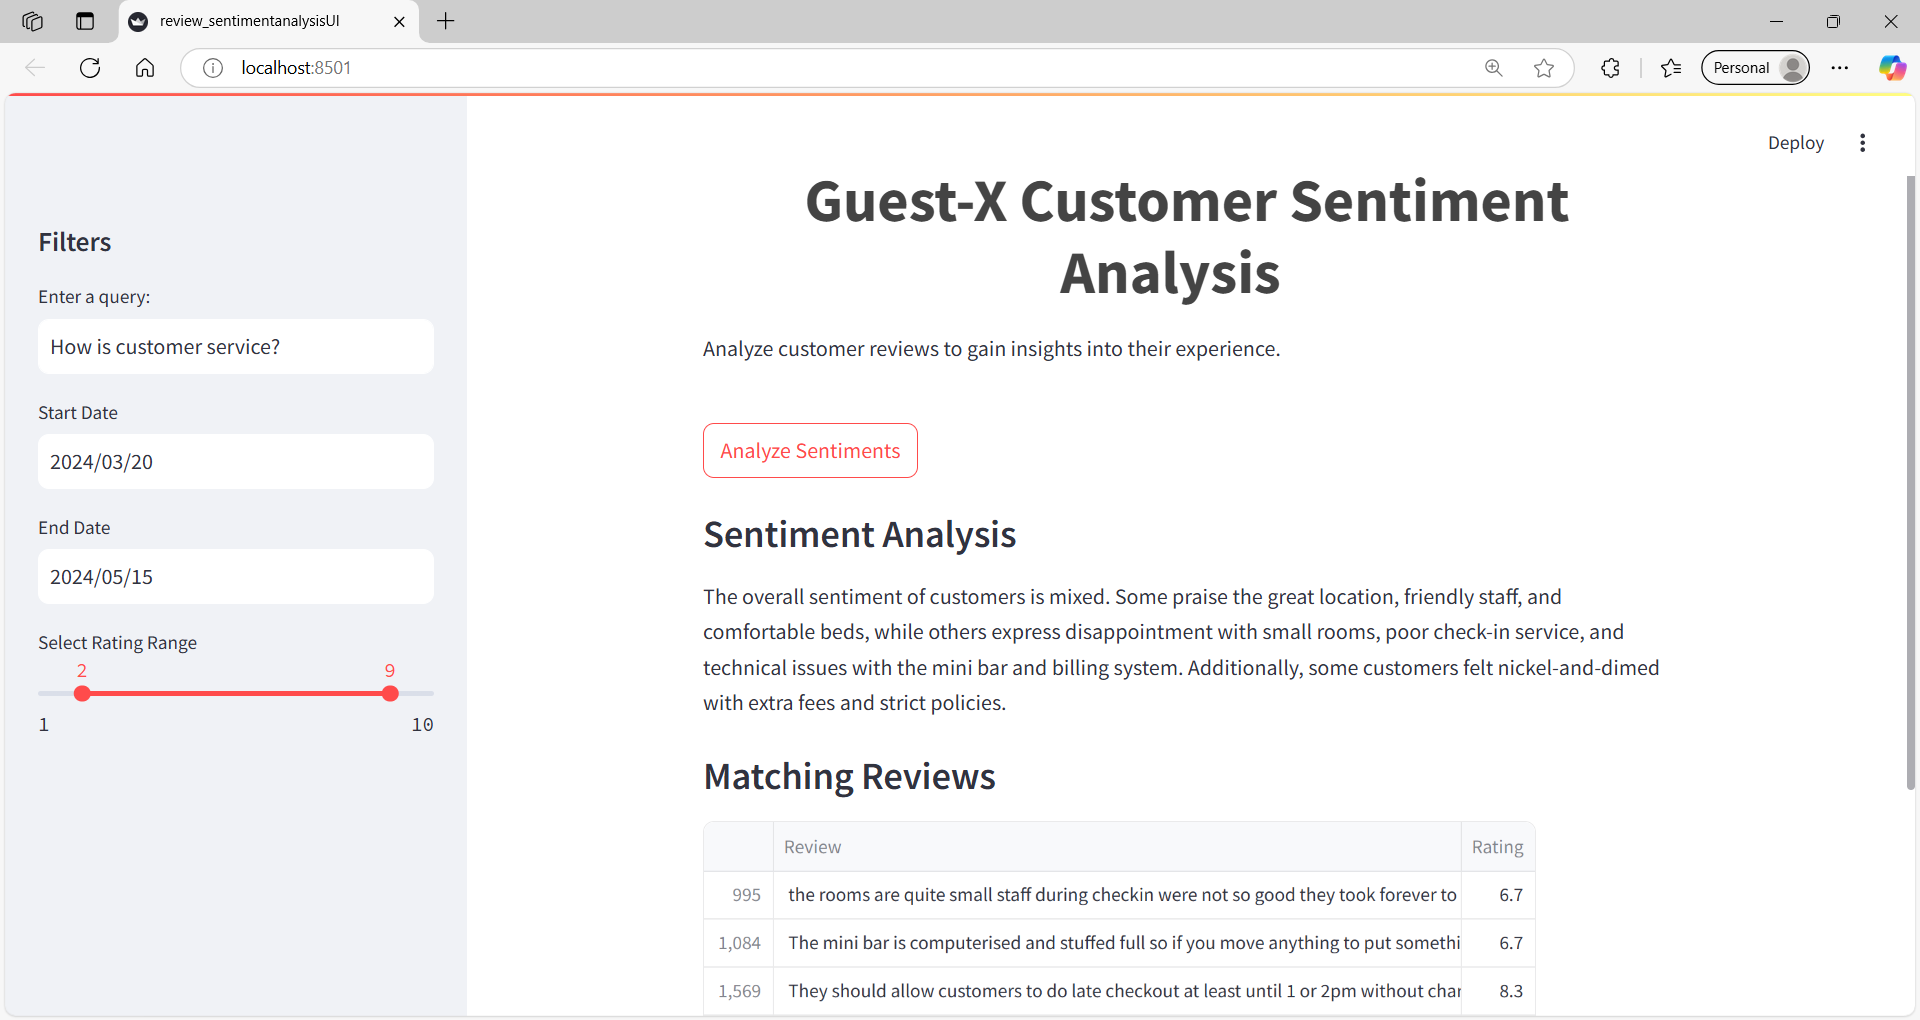 review_sentimentanalysisUI
localhost:8501
Personal
Deploy
Filters
Enter a query:
How is customer service?
Start Date
2024/03/20
End Date
2024/05/15
Select Rating Range
2 9
1 10
Guest-X Customer Sentiment
Analysis
Analyze customer reviews to gain insights into their experience.
Analyze Sentiments
Sentiment Analysis
The overall sentiment of customers is mixed. Some praise the great location, friendly staff, and
comfortable beds, while others express disappointment with small rooms, poor check-in service, and
technical issues with the mini bar and billing system. Additionally, some customers felt nickel-and-dimed
with extra fees and strict policies.
Matching Reviews
Review Rating
995 the rooms are quite small staff during checkin were not so good they took forever to 6.7
1,084 The mini bar is computerised and stuffed full so if you move anything to put somethi 6.7
1,569 They should allow customers to do late checkout at least until 1 or 2pm without char 8.3